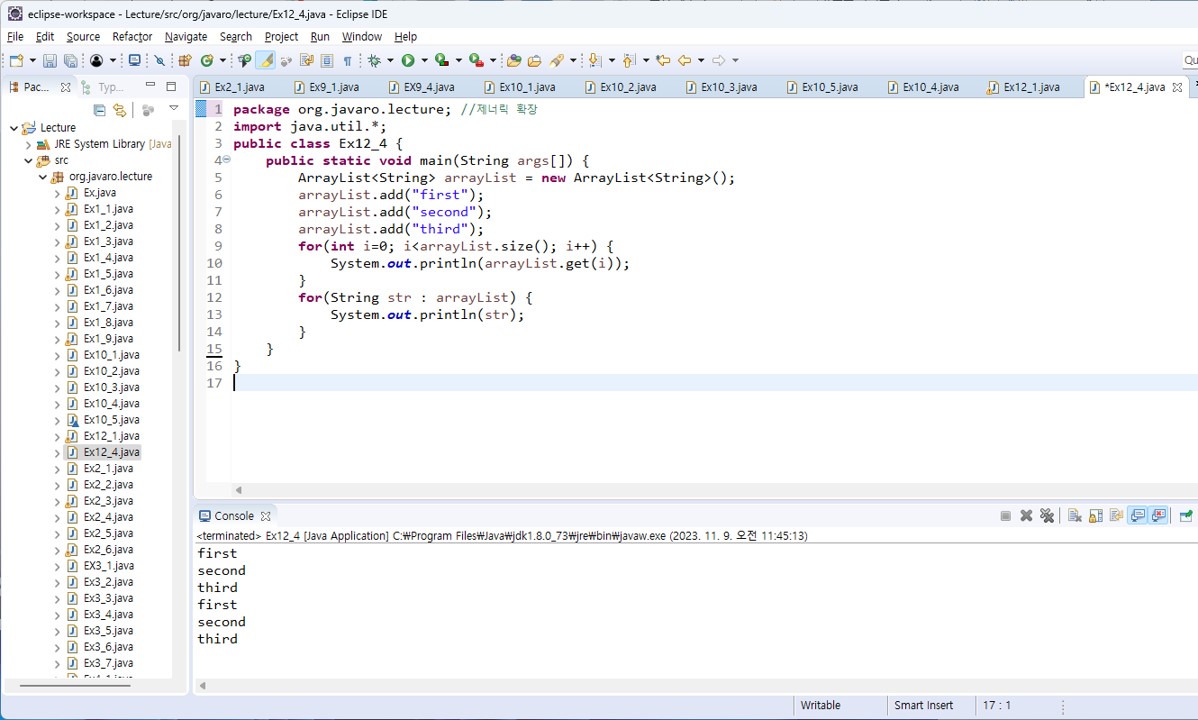 eclipse-workspace - Lecture/src/org/javaro/lecture/Ex12_4.java - Eclipse IDE
File Edit Source Refactor Navigate Search Project Run Window Help
Qu
Pac... Typ...
Ex2_1.java Ex9_1.java EX9_4.java Ex10_1.java Ex10_2.java Ex10_3.java Ex10_5.java Ex10_4.java Ex12_1.java *Ex12_4.java
Lecture
JRE System Library [Java
src
org.javaro.lecture
Ex.java
Ex1_1.java
Ex1_2.java
Ex1_3.java
Ex1_4.java
Ex1_5.java
Ex1_6.java
Ex1_7.java
Ex1_8.java
Ex1_9.java
Ex10_1.java
Ex10_2.java
Ex10_3.java
Ex10_4.java
Ex10_5.java
Ex12_1.java
Ex12_4.java
Ex2_1.java
Ex2_2.java
Ex2_3.java
Ex2_4.java
Ex2_5.java
Ex2_6.java
EX3_1.java
Ex3_2.java
Ex3_3.java
Ex3_4.java
Ex3_5.java
Ex3_6.java
Ex3_7.java
1 package org.javaro.lecture; //제너릭 확장
2 import java.util.*;
3 public class Ex12_4 {
4 public static void main(String args[]) {
5 ArrayList<String> arrayList = new ArrayList<String>();
6 arrayList.add("first");
7 arrayList.add("second");
8 arrayList.add("third");
9 for(int i=0; i<arrayList.size(); i++) {
10 System.out.println(arrayList.get(i));
11 }
12 for(String str : arrayList) {
13 System.out.println(str);
14 }
15 }
16 }
17
Console
<terminated> Ex12_4 [Java Application] C:₩Program Files₩Java₩jdk1.8.0_73₩jre₩bin₩javaw.exe (2023. 11. 9. 오전 11:45:13)
first
second
third
first
second
third
Writable Smart Insert 17 : 1